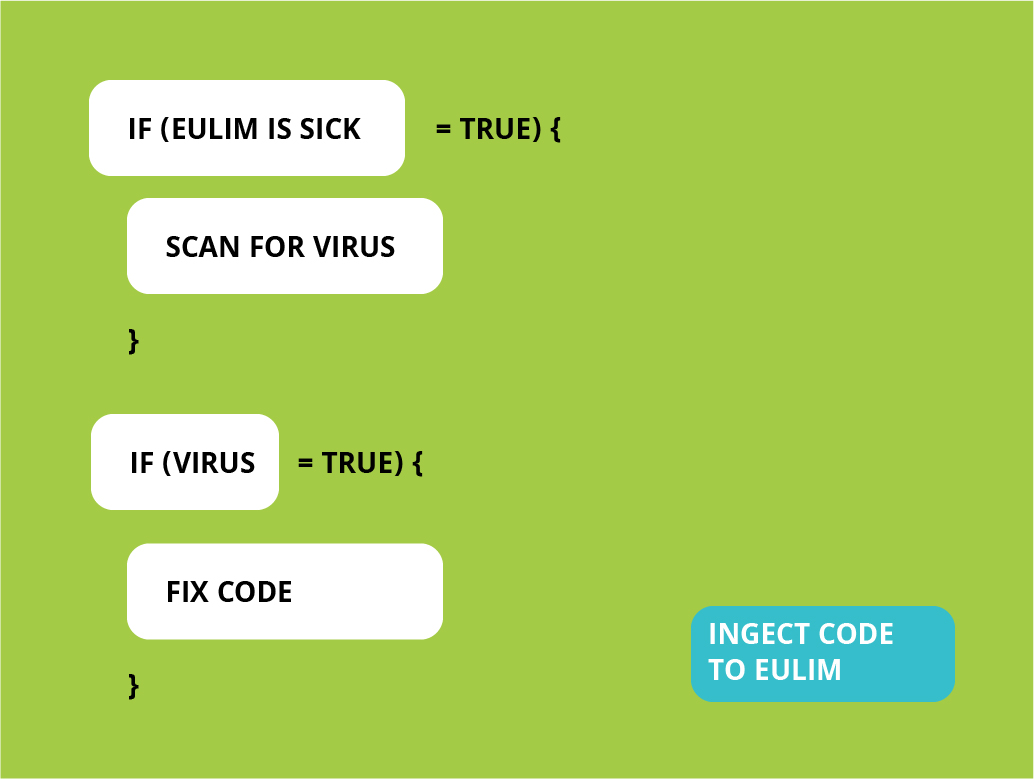 IF (EULIM IS SICK = TRUE) {
SCAN FOR VIRUS
}
IF (VIRUS = TRUE) {
FIX CODE
}
INGECT CODE
TO EULIM